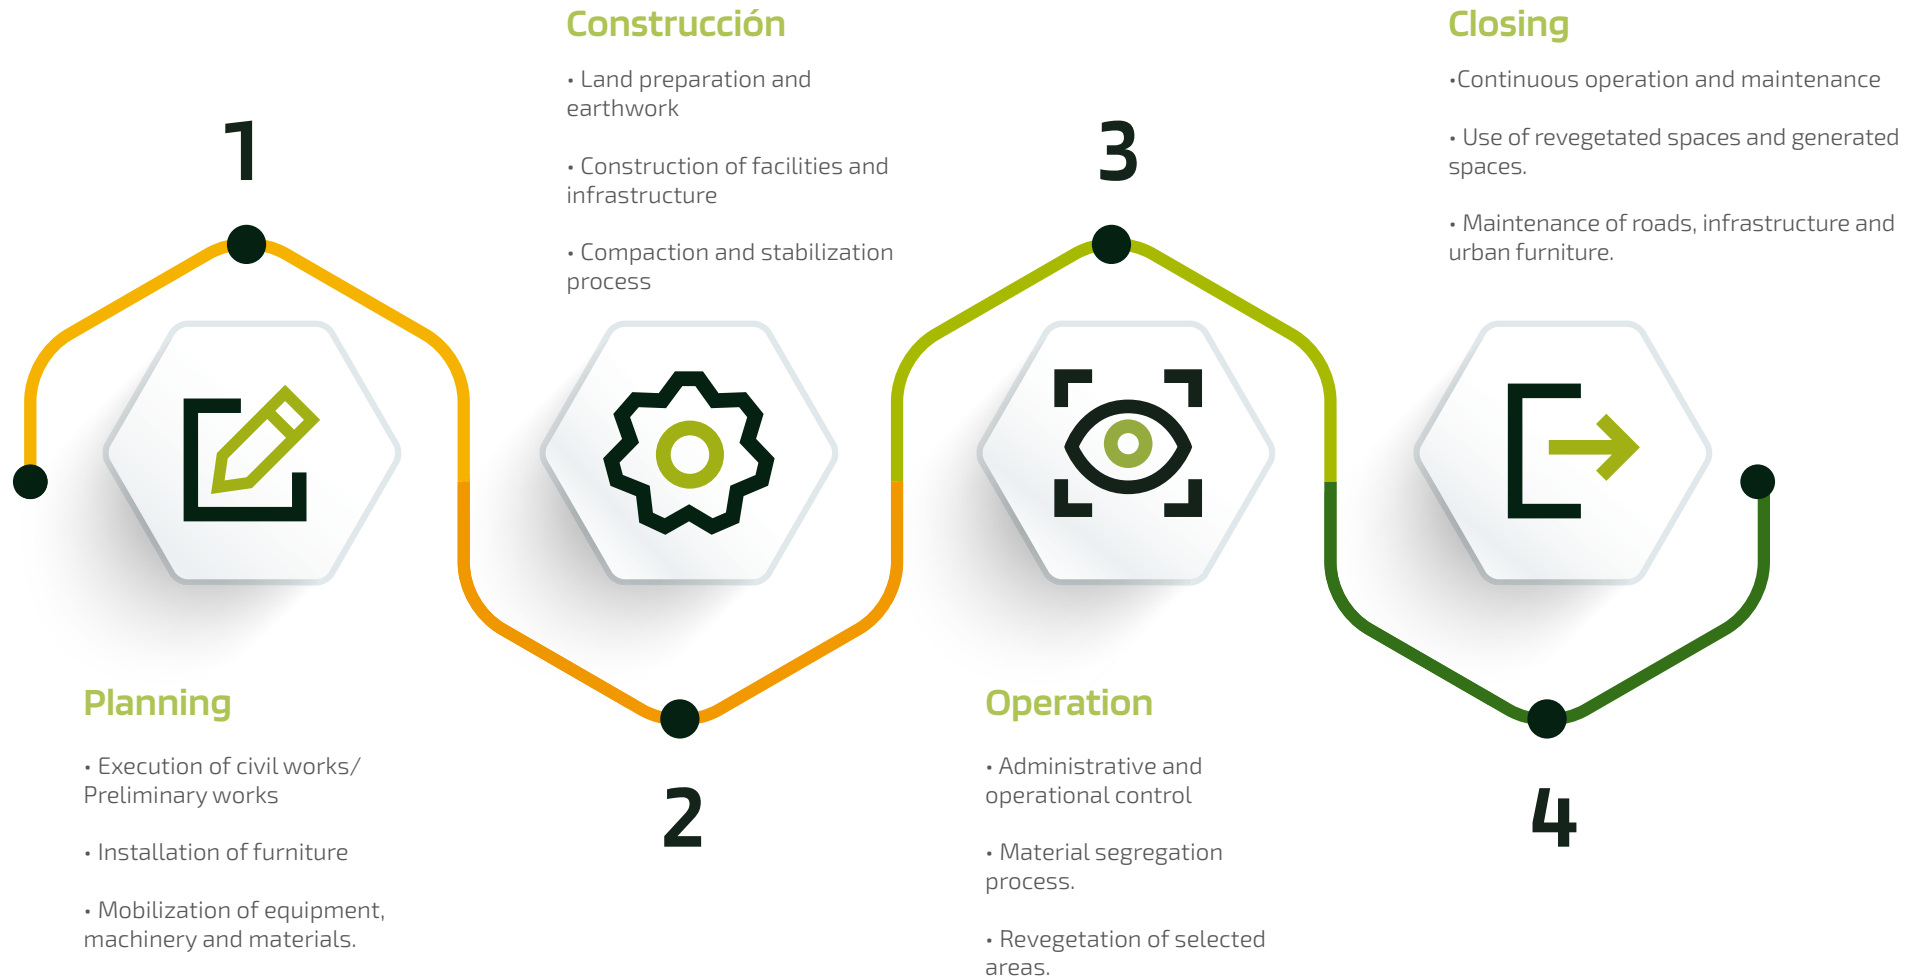 1
Planning
• Execution of civil works/
Preliminary works
• Installation of furniture
• Mobilization of equipment,
machinery and materials.
Construcción
• Land preparation and
earthwork
• Construction of facilities and
infrastructure
• Compaction and stabilization
process
2
3
Operation
• Administrative and
operational control
• Material segregation
process.
• Revegetation of selected
areas.
Closing
•Continuous operation and maintenance
• Use of revegetated spaces and generated
spaces.
• Maintenance of roads, infrastructure and
urban furniture.
4